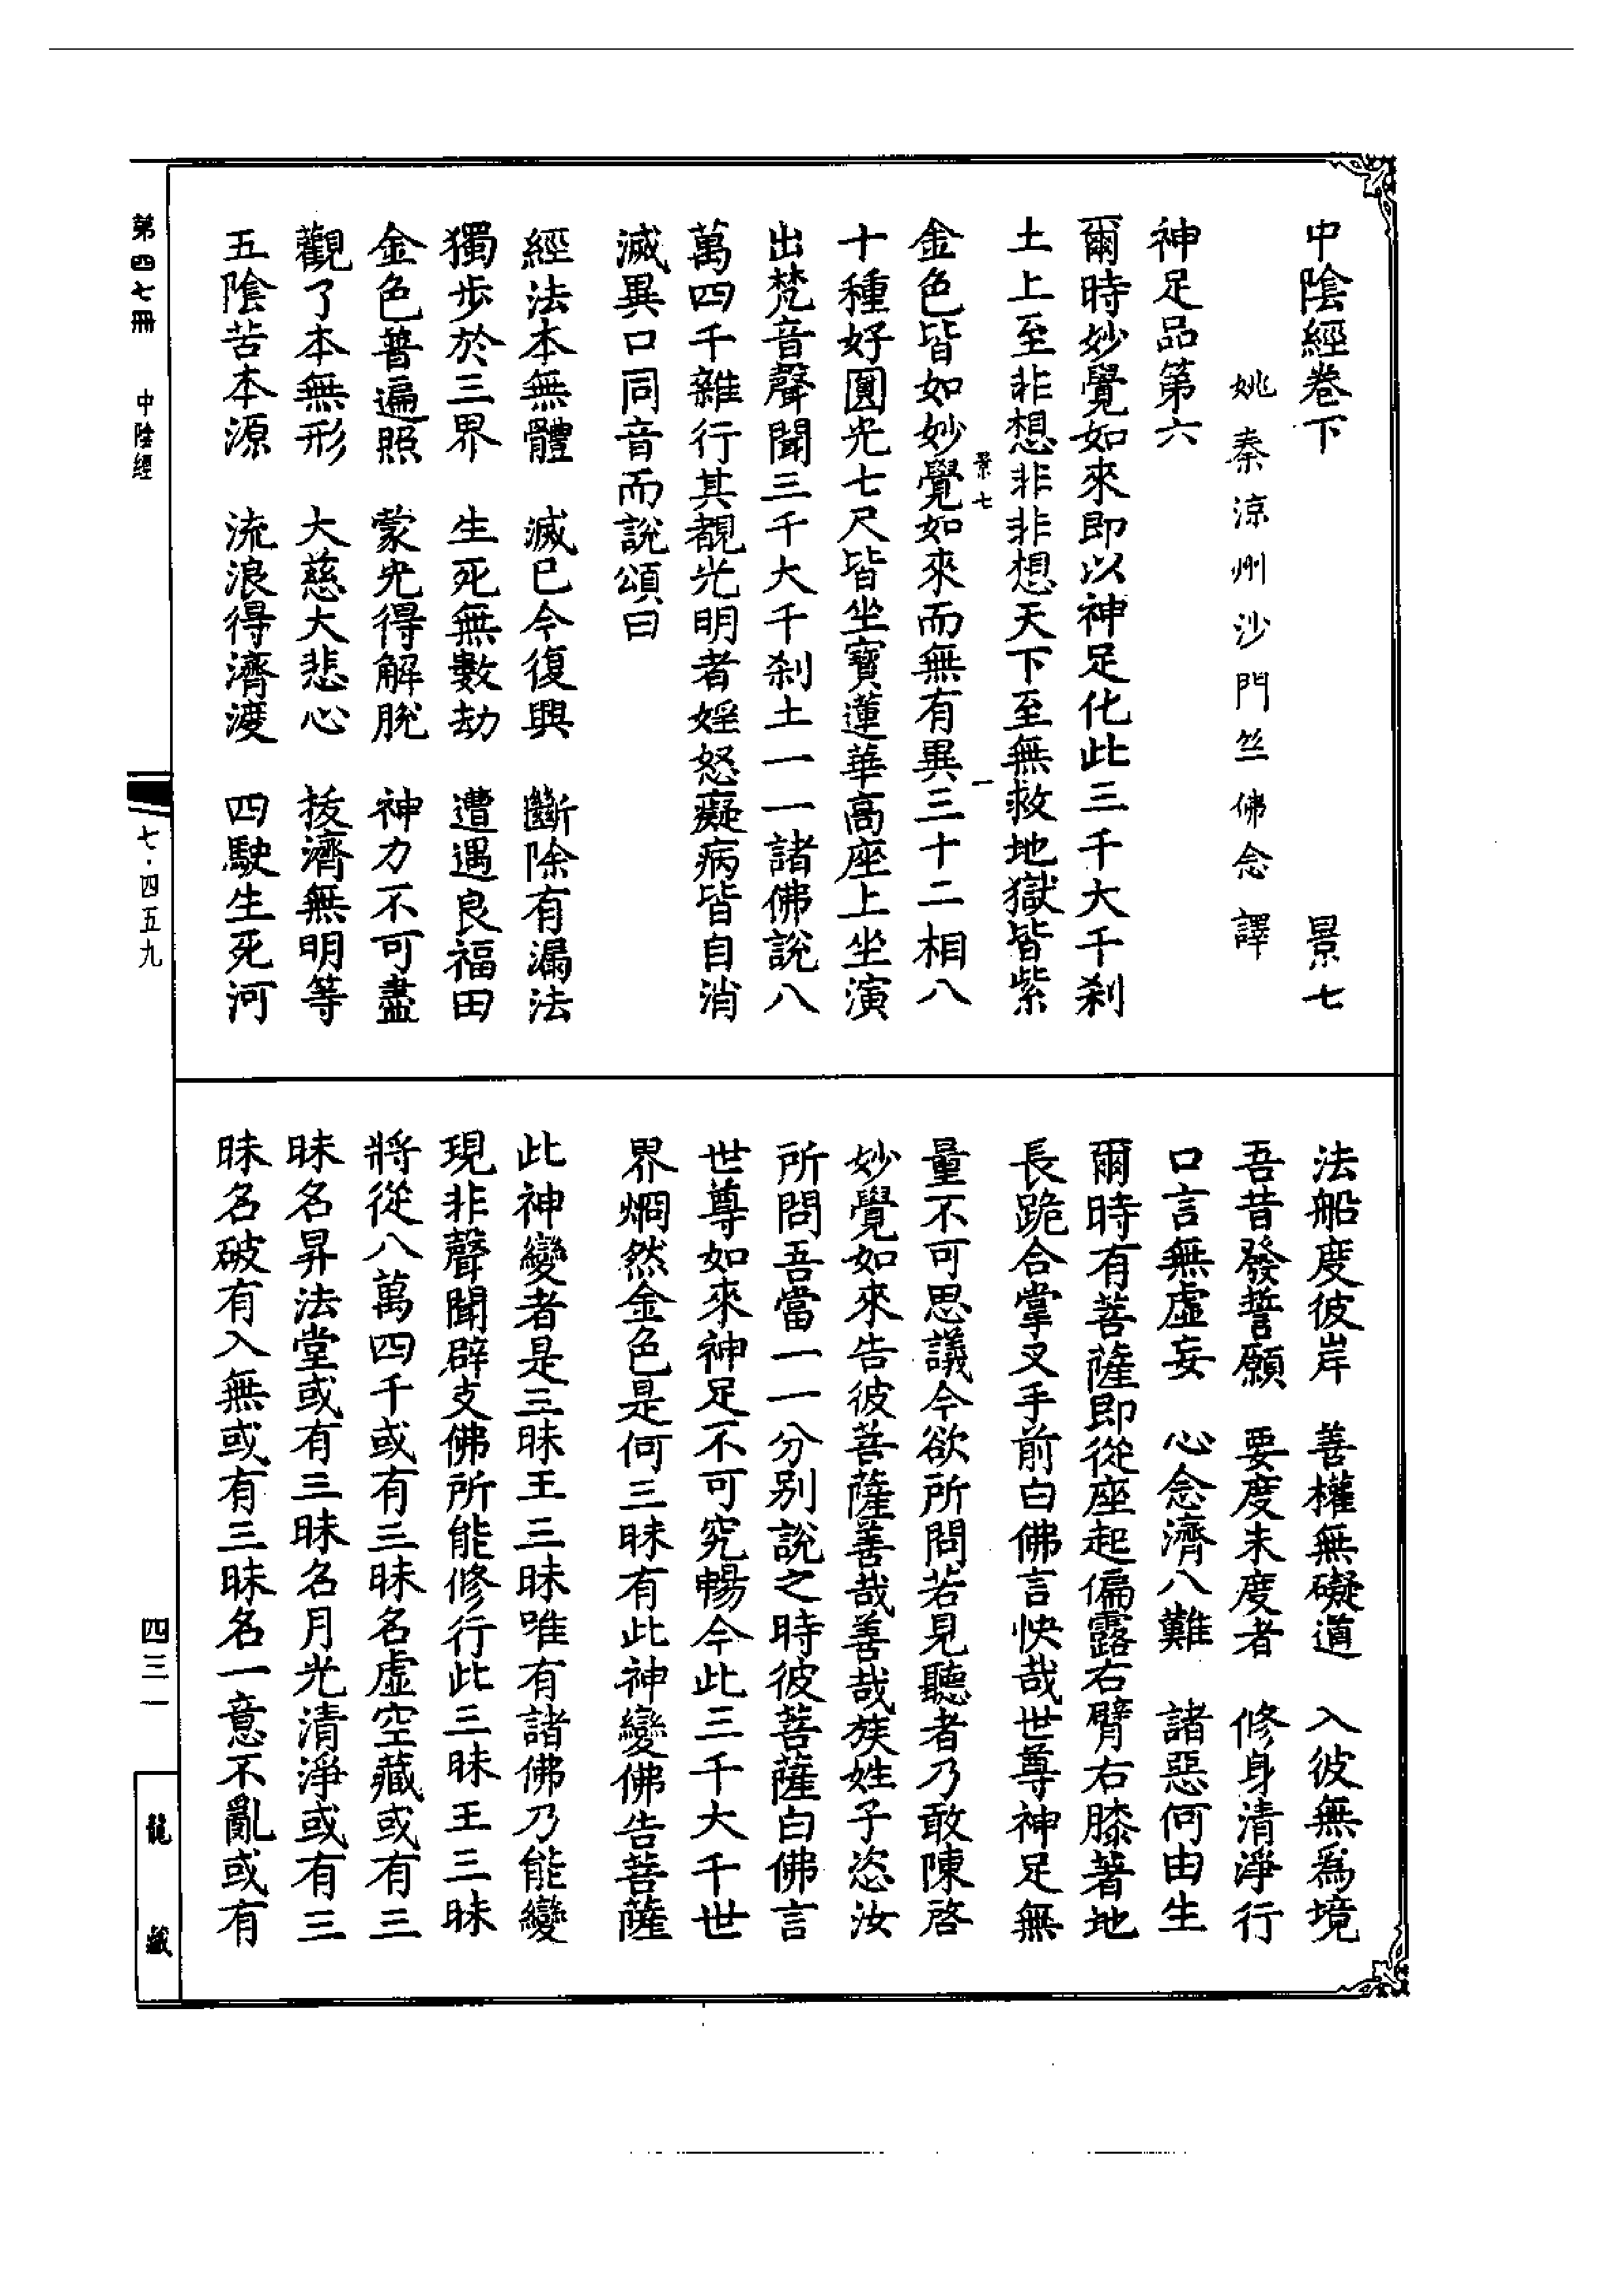 中陰經卷下　景七
姚秦涼州沙門竺佛念譯
神足品第六
爾時妙覺如來即以神足化此三千大千刹
土上至非想非非想天下至無救地獄皆紫
景七　一
金色皆如妙覺如來而無有異三十二相八
十種好圓光七尺皆坐寶蓮華高座上坐演
出梵音聲聞三千大千刹土一一諸佛說八
萬四千雜行其覩光明者婬怒癡病皆自消
滅異口同音而說頌曰
經法本無體　滅已今復興　斷除有漏法
獨步於三界　生死無數劫　遭遇良福田
金色普遍照　蒙光得解脫　神力不可盡
觀了本無形　大慈大悲心　拔濟無明等
五陰苦本源　流浪得濟渡　四駛生死河
法船度彼岸　善權無礙道　入彼無為境
吾昔發誓願　要度未度者　修身清淨行
口言無虛妄　心念濟八難　諸惡何由生
爾時有菩薩即從座起偏露右臂右膝著地
長跪合掌叉手前白佛言快哉世尊神足無
量不可思議今欲所問若見聽者乃敢陳啓
妙覺如來告彼菩薩善哉善哉族姓子恣汝
所問吾當一一分別說之時彼菩薩白佛言
世尊如來神足不可究暢今此三千大千世
界烱然金色是何三昧有此神變佛告菩薩
此神變者是三昧王三昧唯有諸佛乃能變
現非聲聞辟支佛所能修行此三昧王三昧
將從八萬四千或有三昧名虛空藏或有三
昧名昇法堂或有三昧名月光清淨或有三
昧名破有入無或有三昧名一意不亂或有
第四七冊　中陰經
七·四五九
四三一
龍藏